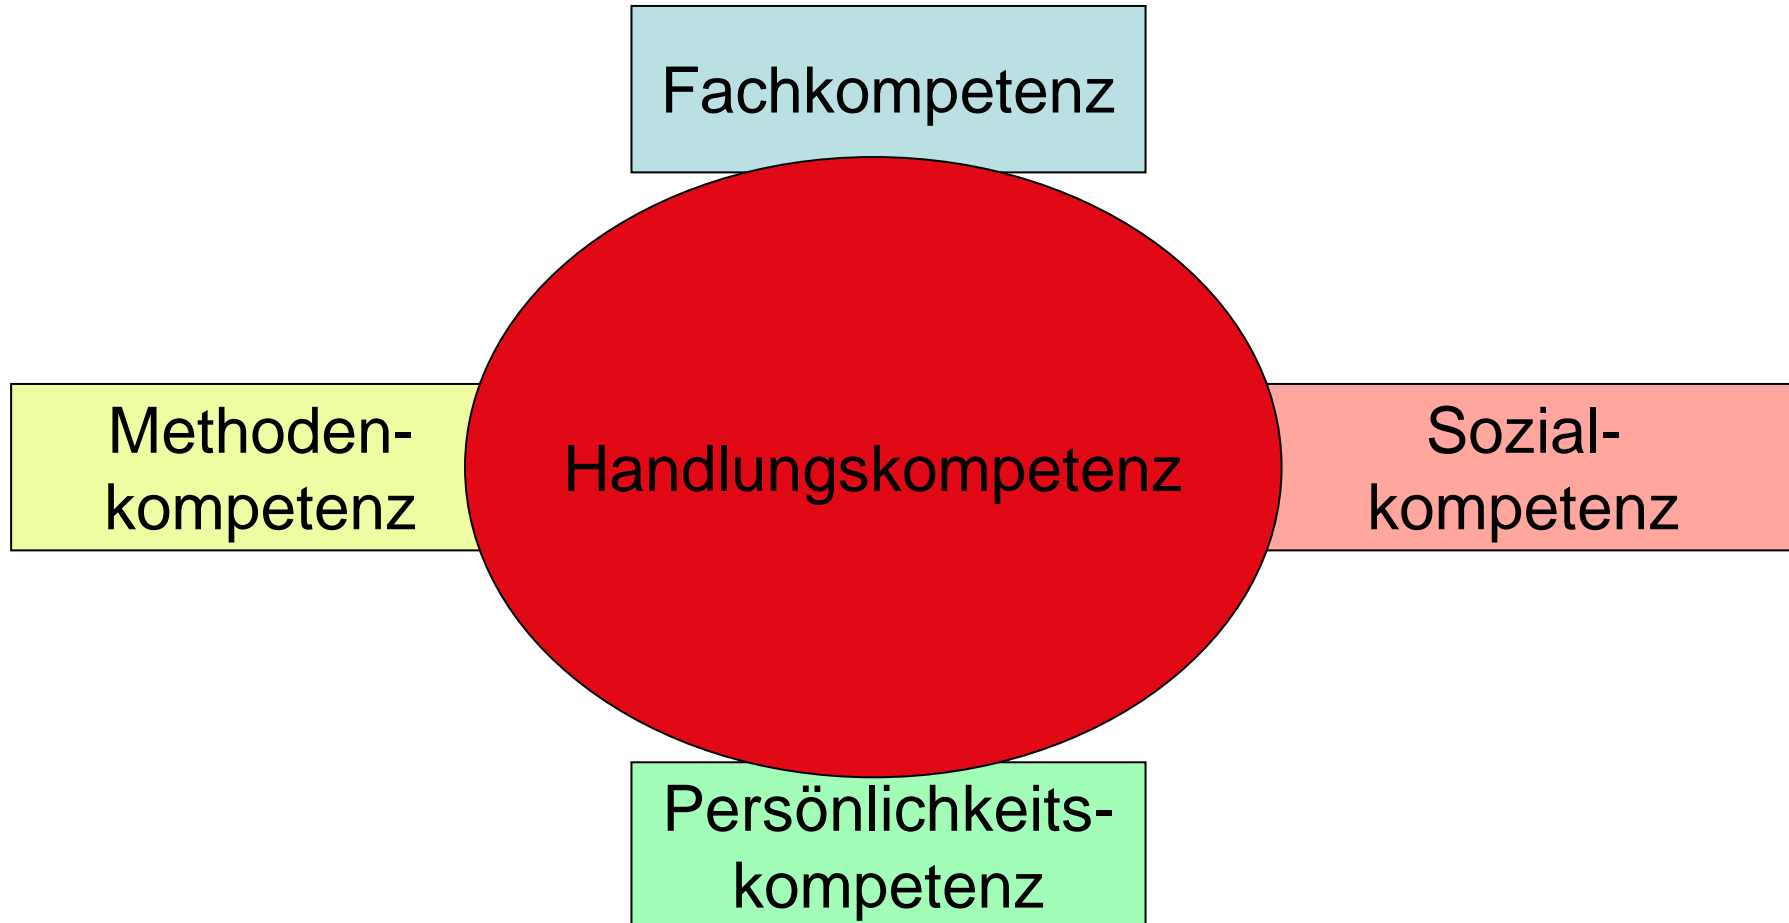 Fachkompetenz
Methoden-
kompetenz
Handlungskompetenz
Sozial-
kompetenz
Persönlichkeits-
kompetenz